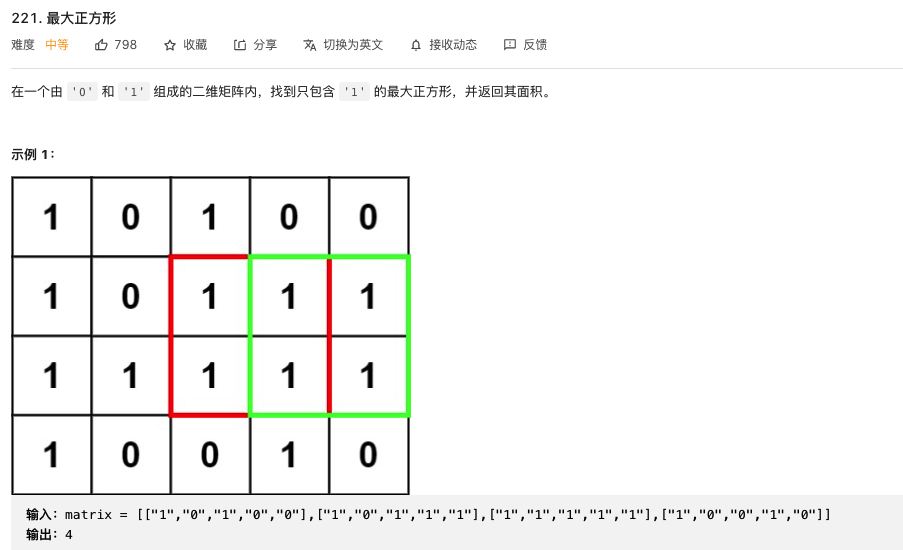 221. 最大正方形
难度 中等 798 收藏 分享 切换为英文 接收动态 反馈
在一个由 '0' 和 '1' 组成的二维矩阵内，找到只包含 '1' 的最大正方形，并返回其面积。
示例 1：
1 0 1 0 0
1 0 1 1 1
1 1 1 1 1
1 0 0 1 0
输入：matrix = [["1","0","1","0","0"],["1","0","1","1","1"],["1","1","1","1","1"],["1","0","0","1","0"]]
输出：4